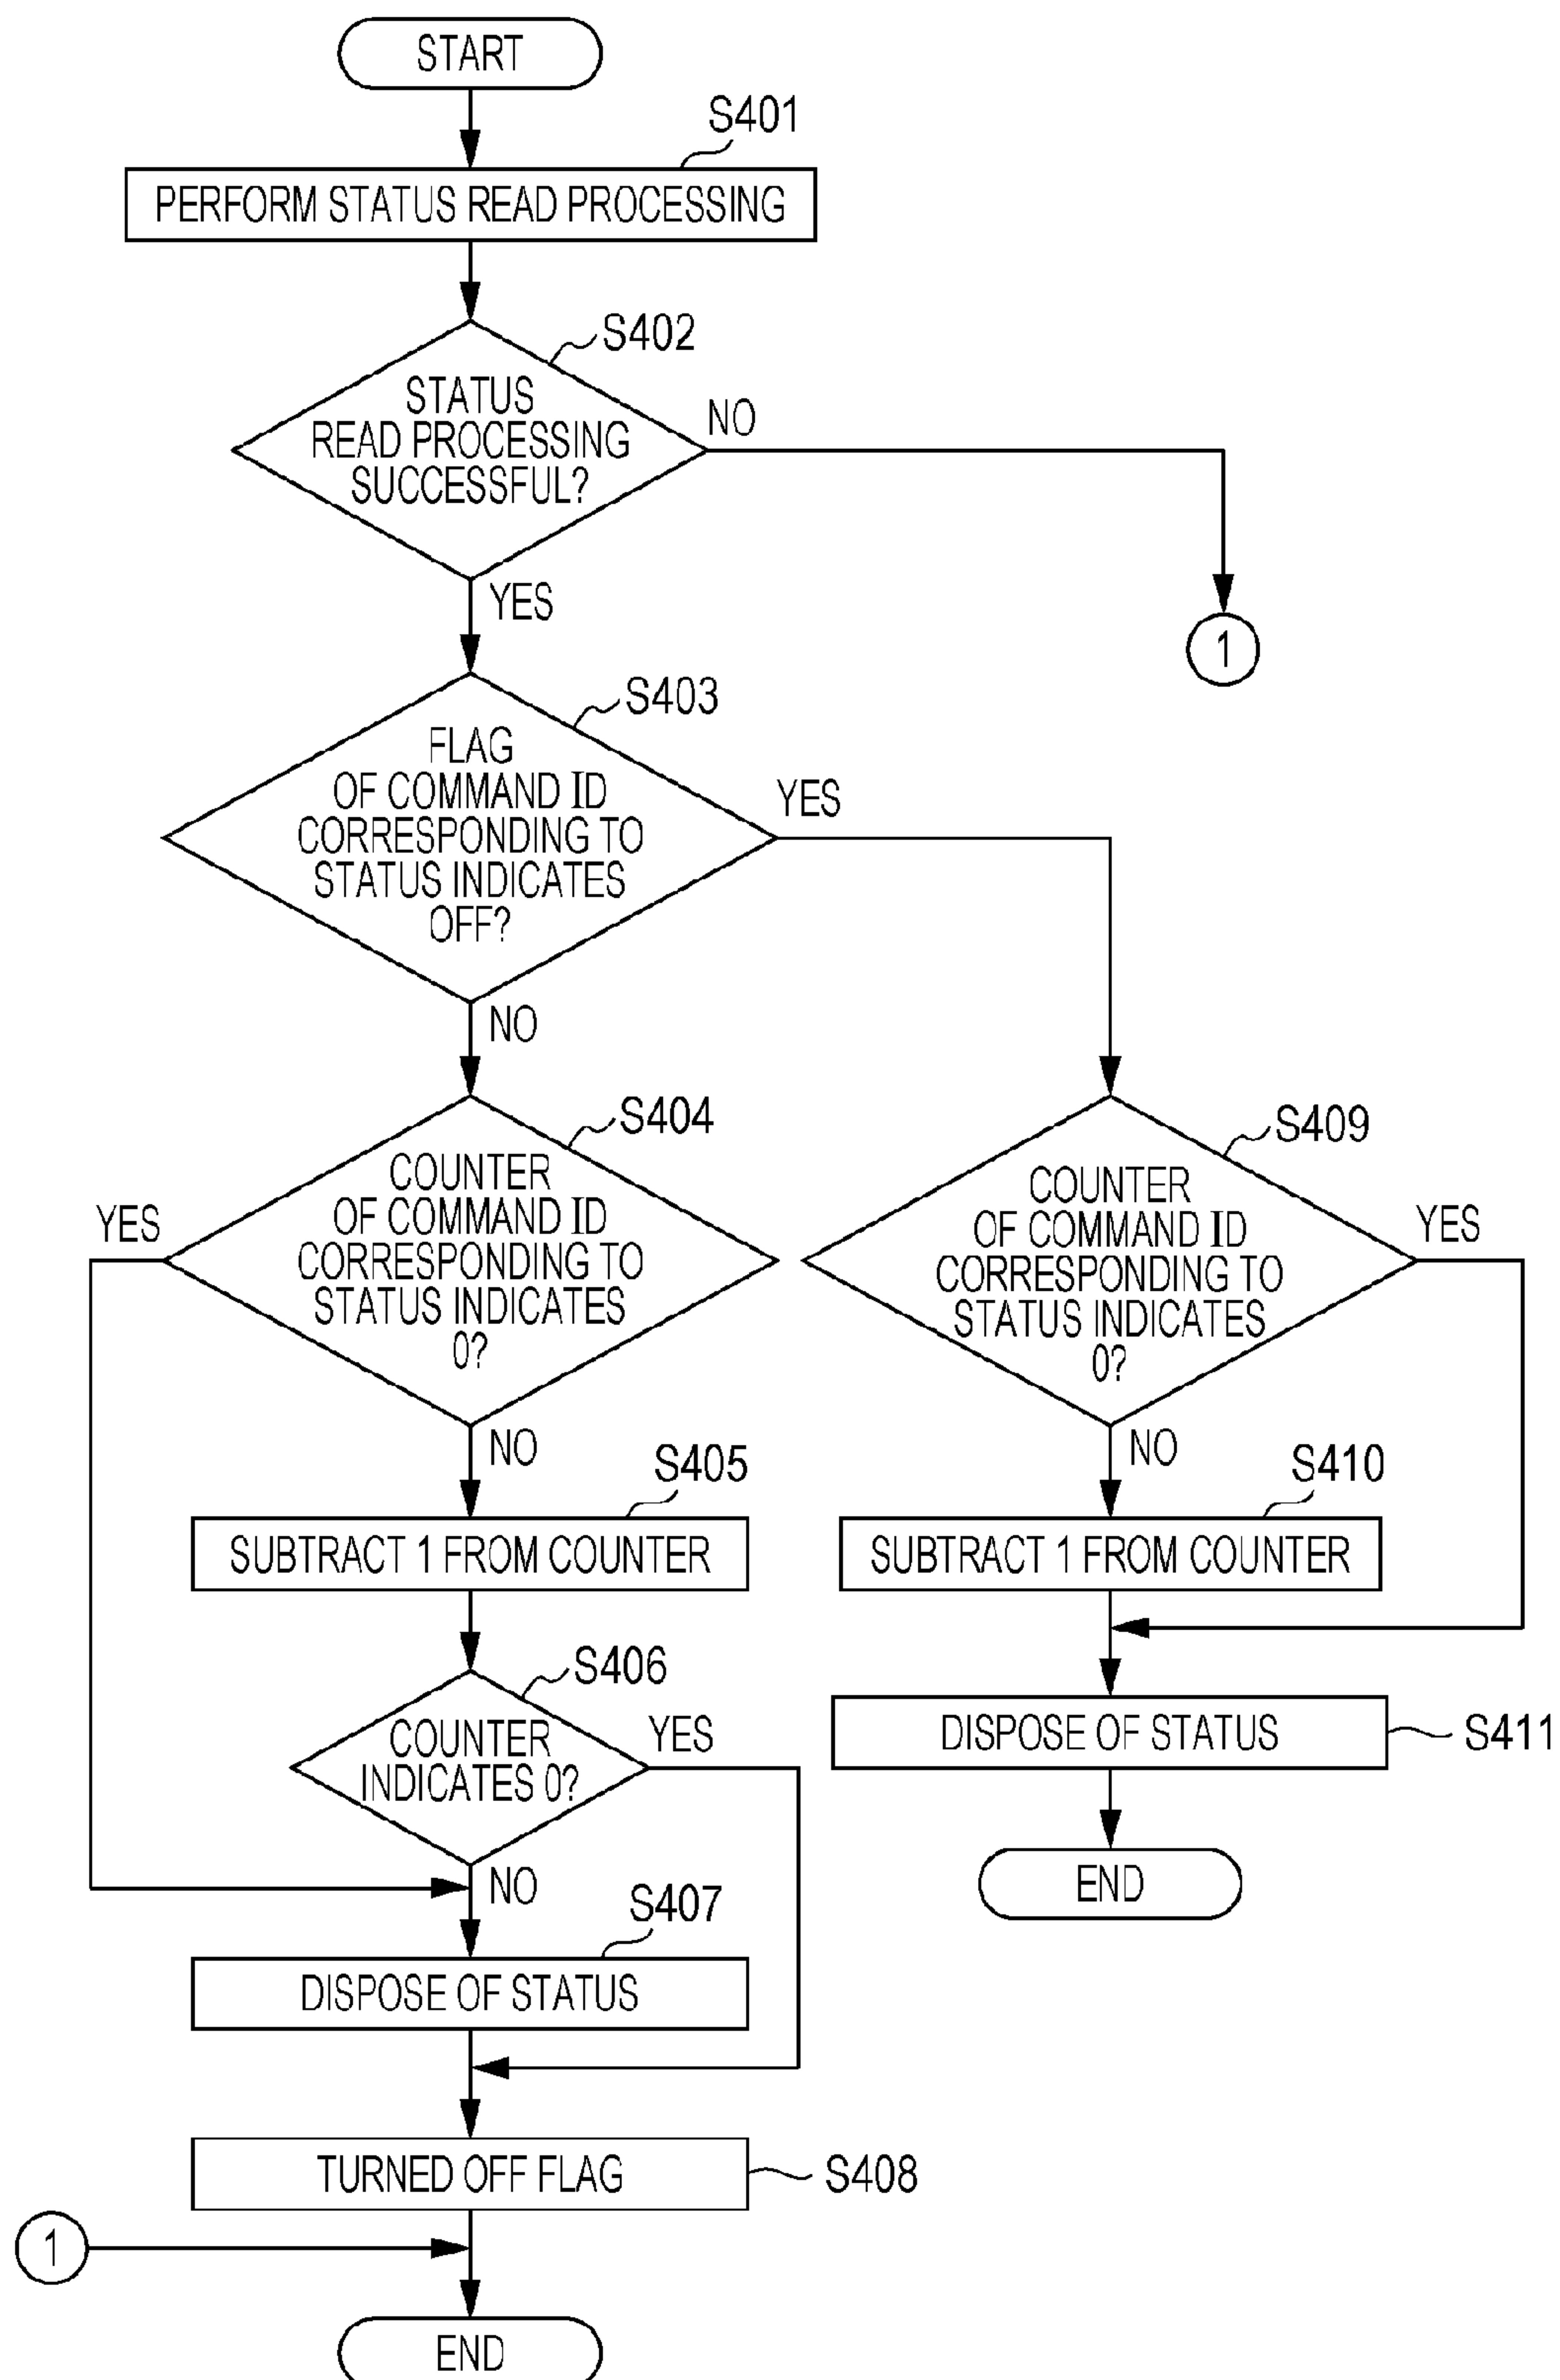 START
S401
PERFORM STATUS READ PROCESSING
S402
STATUS
READ PROCESSING
SUCCESSFUL?
NO
YES
1
S403
FLAG
OF COMMAND ID
CORRESPONDING TO
STATUS INDICATES
OFF?
YES
NO
S404
COUNTER
OF COMMAND ID
CORRESPONDING TO
STATUS INDICATES
0?
YES
NO
S409
COUNTER
OF COMMAND ID
CORRESPONDING TO
STATUS INDICATES
0?
YES
NO
S405
SUBTRACT 1 FROM COUNTER
S410
SUBTRACT 1 FROM COUNTER
S406
COUNTER
INDICATES 0?
YES
NO
DISPOSE OF STATUS
S411
END
S407
DISPOSE OF STATUS
TURNED OFF FLAG
S408
1
END